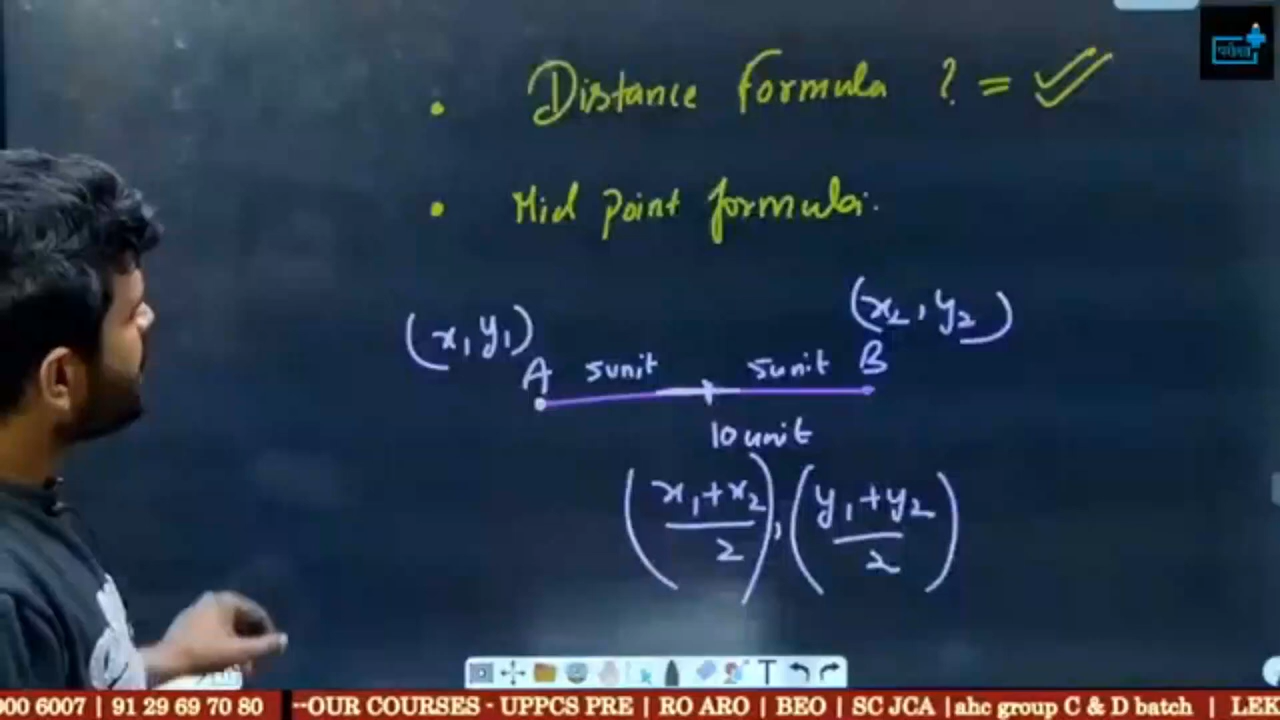 परीक्षा
• Distance formula ? = ✓✓
• Mid point formula.
(x₁, y₁) (x₂, y₂)
A 5unit 5unit B
10 unit
(x₁+x₂/2), (y₁+y₂/2)
T
900 6007 | 91 29 69 70 80 --OUR COURSES - UPPCS PRE | RO ARO | BEO | SC JCA |ahc group C & D batch | LEK